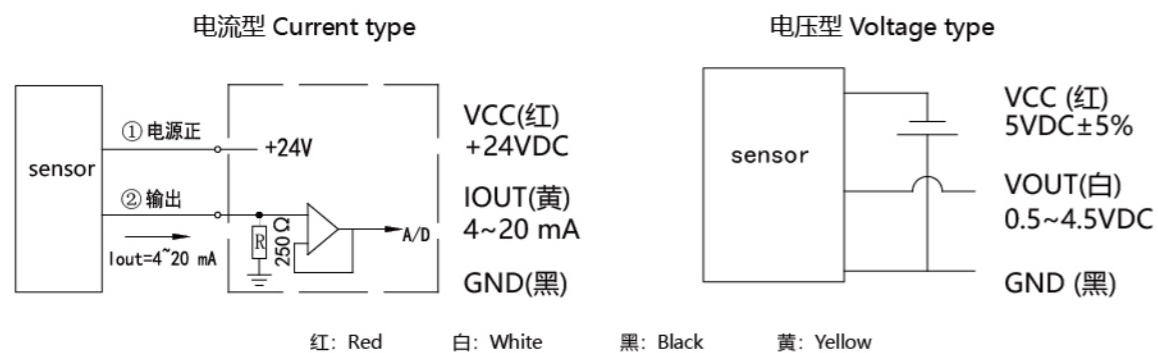 电流型 Current type
sensor
①电源正
+24V
②输出
Iout=4~20 mA
R
250Ω
A/D
VCC(红)
+24VDC
IOUT(黄)
4~20 mA
GND(黑)
电压型 Voltage type
sensor
VCC (红)
5VDC±5%
VOUT(白)
0.5~4.5VDC
GND (黑)
红: Red 白: White 黑: Black 黄: Yellow